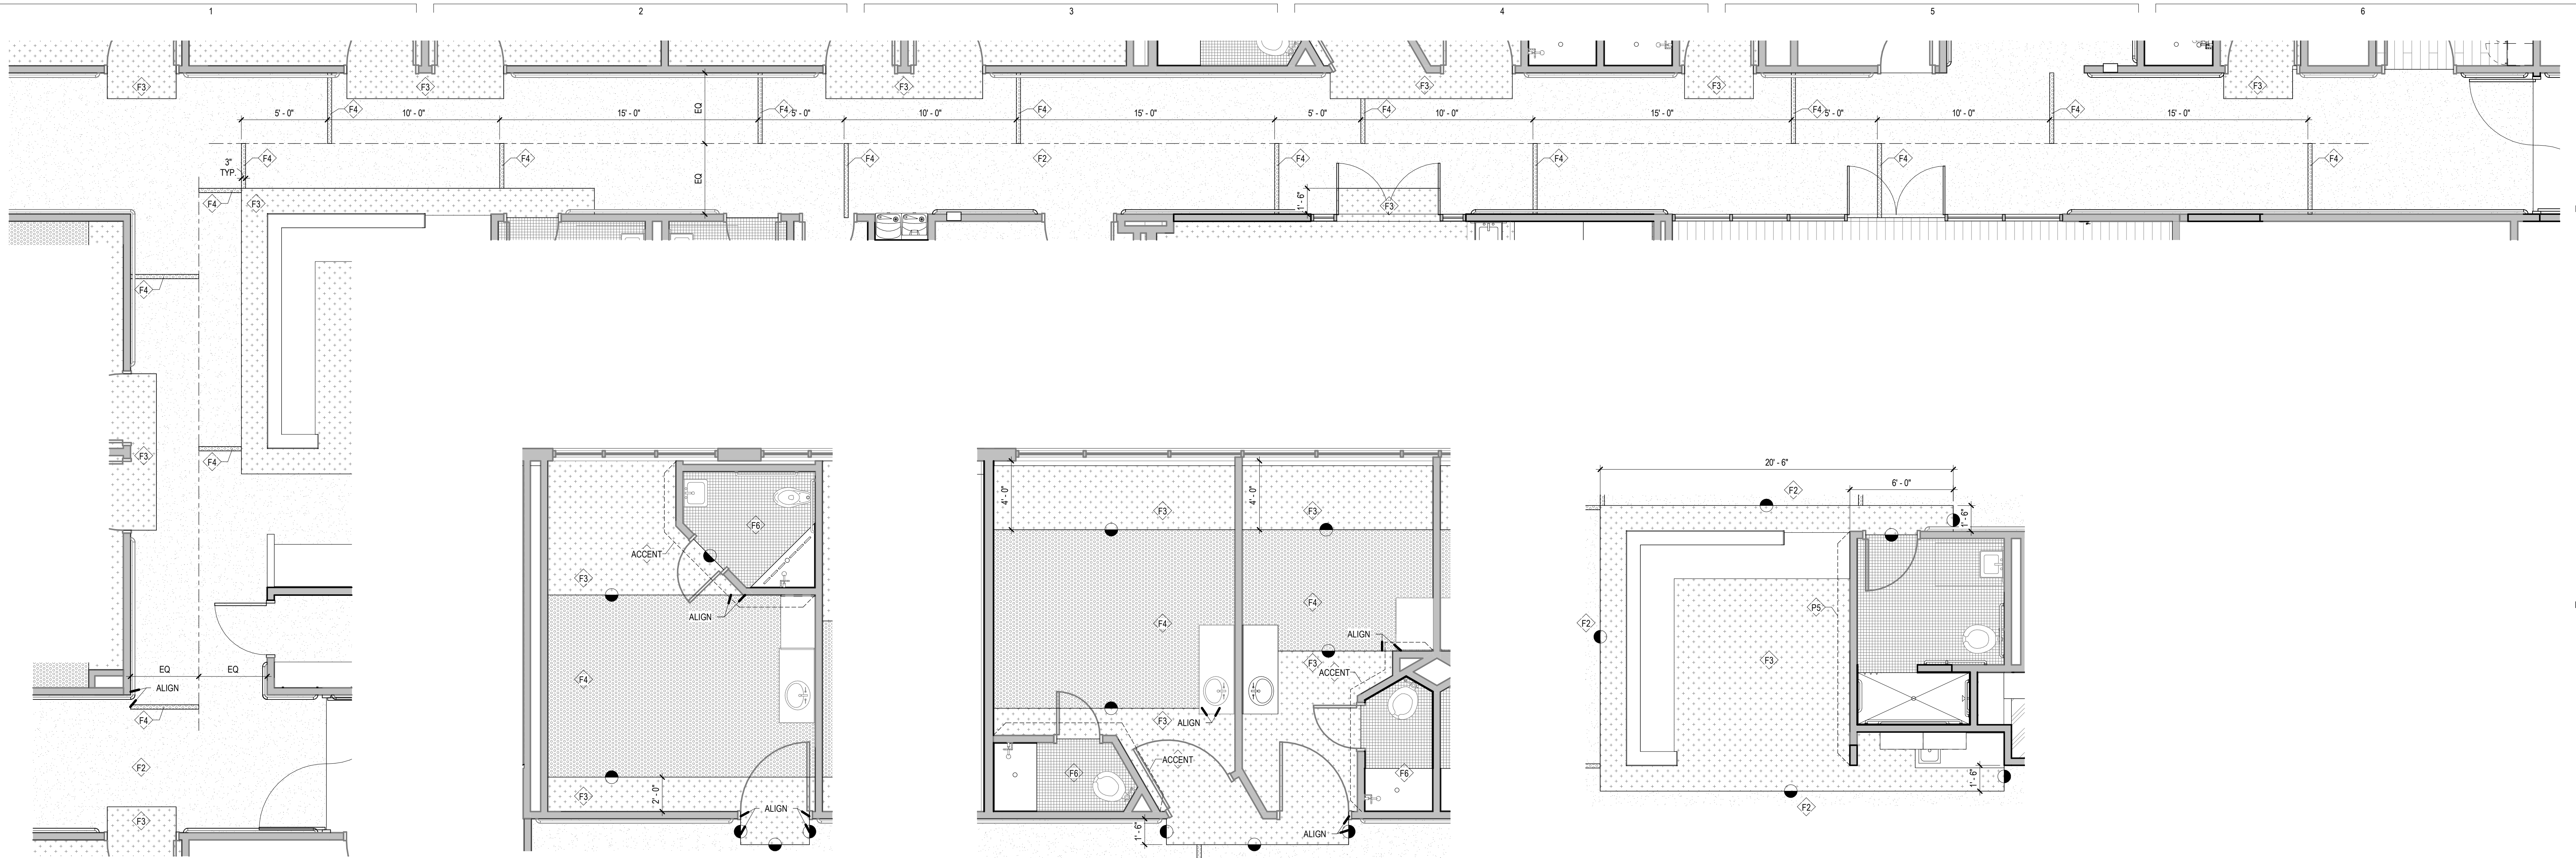 1 2 3 4 5 6
F3 F3 F3 F3 F3 F3
F4 F4 F4 F4 F4 F4
EQ
5' - 0" 10' - 0" 15' - 0" 5' - 0" 10' - 0" 15' - 0" 5' - 0" 10' - 0" 15' - 0" 5' - 0" 10' - 0" 15' - 0"
3"
TYP.
F4 F4 F4 F2 F4 F4 F4 F4
EQ
F4 F3 1' - 6" F3
F4
F3 F4
EQ EQ
ALIGN
F4
F2
F3
F6
ACCENT
F3
ALIGN
F4
2' - 0"
F3
ALIGN
4' - 0" 4' - 0"
F3 F3
F4
F4
ALIGN
F3
ACCENT
F3
ALIGN
ACCENT
F6 F6
1' - 6"
ALIGN
20' - 6"
F2 6' - 0"
1' - 6"
P5
F2
F3
1' - 6"
F2